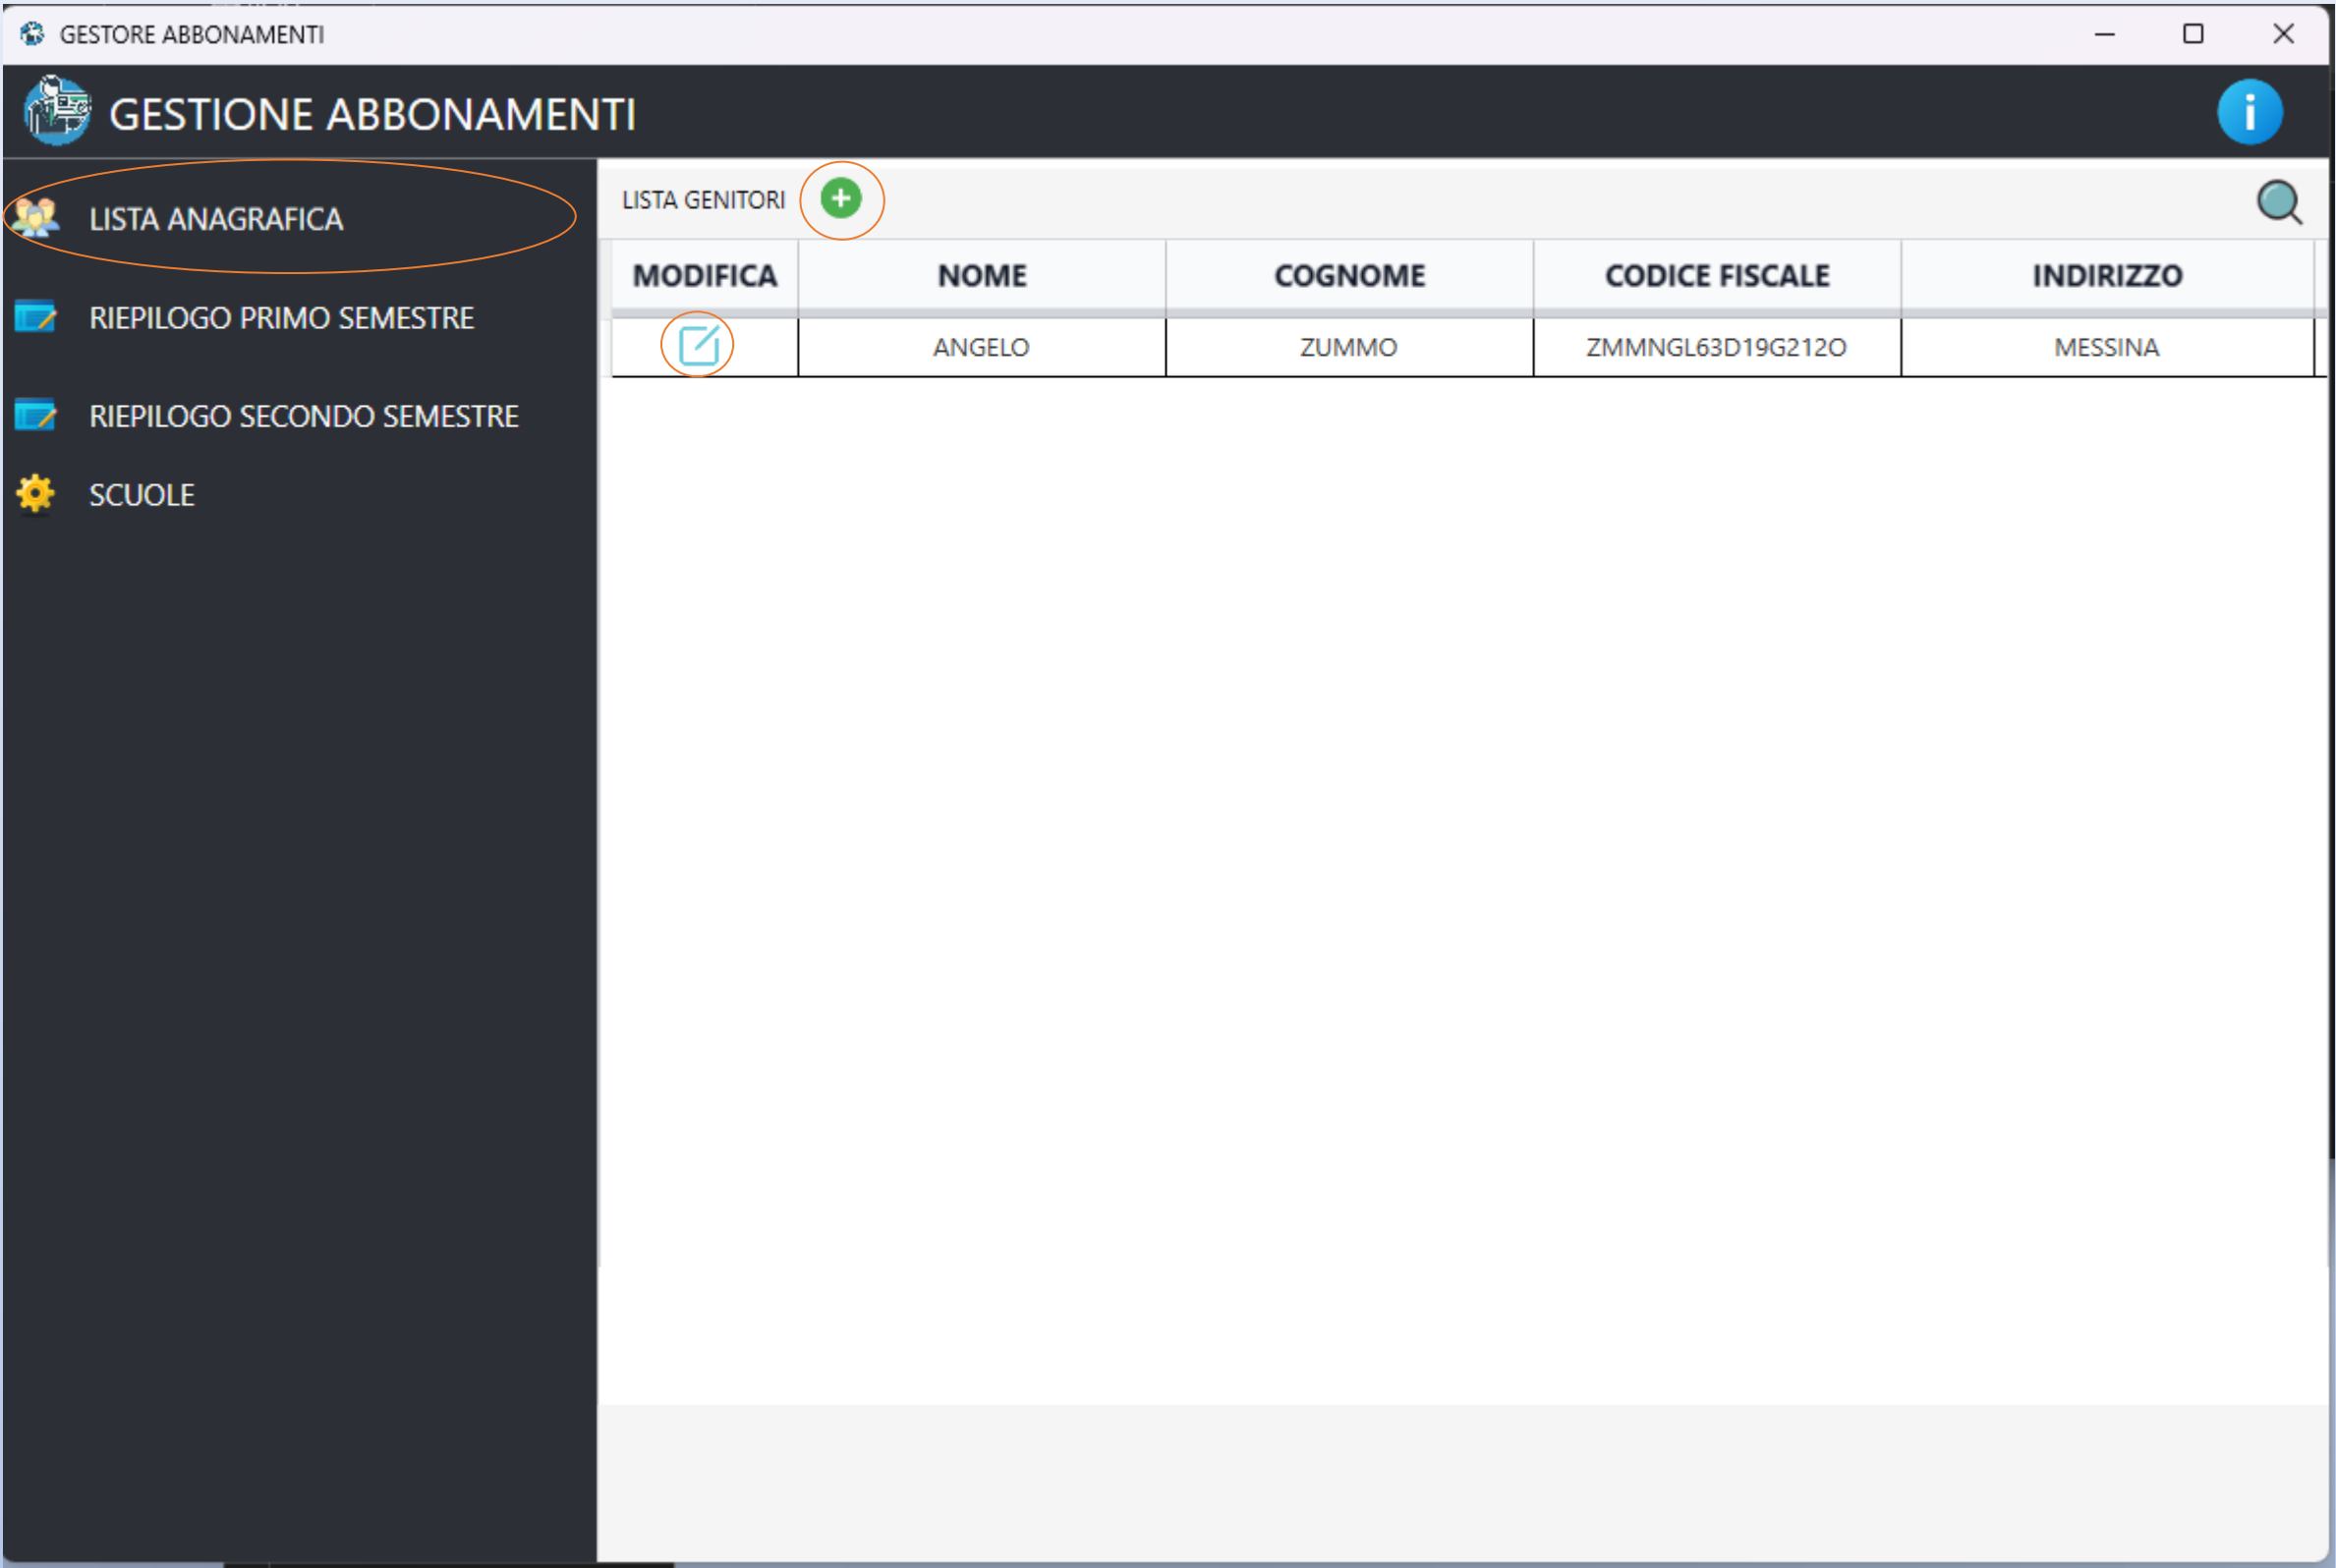 GESTORE ABBONAMENTI
GESTIONE ABBONAMENTI
LISTA ANAGRAFICA
RIEPILOGO PRIMO SEMESTRE
RIEPILOGO SECONDO SEMESTRE
SCUOLE
LISTA GENITORI
MODIFICA NOME COGNOME CODICE FISCALE INDIRIZZO
ANGELO ZUMMO ZMMNGL63D19G212O MESSINA